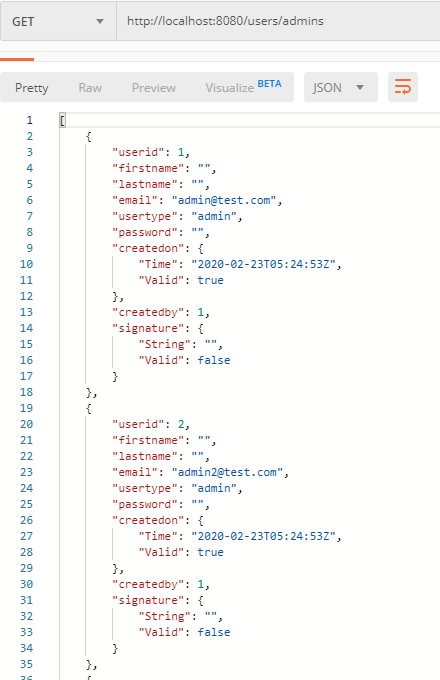 GET http://localhost:8080/users/admins
Pretty Raw Preview Visualize BETA JSON
1 [
2 {
3 "userid": 1,
4 "firstname": "",
5 "lastname": "",
6 "email": "admin@test.com",
7 "usertype": "admin",
8 "password": "",
9 "createdon": {
10 "Time": "2020-02-23T05:24:53Z",
11 "Valid": true
12 },
13 "createdby": 1,
14 "signature": {
15 "String": "",
16 "Valid": false
17 }
18 },
19 {
20 "userid": 2,
21 "firstname": "",
22 "lastname": "",
23 "email": "admin2@test.com",
24 "usertype": "admin",
25 "password": "",
26 "createdon": {
27 "Time": "2020-02-23T05:24:53Z",
28 "Valid": true
29 },
30 "createdby": 1,
31 "signature": {
32 "String": "",
33 "Valid": false
34 }
35 },
36 {